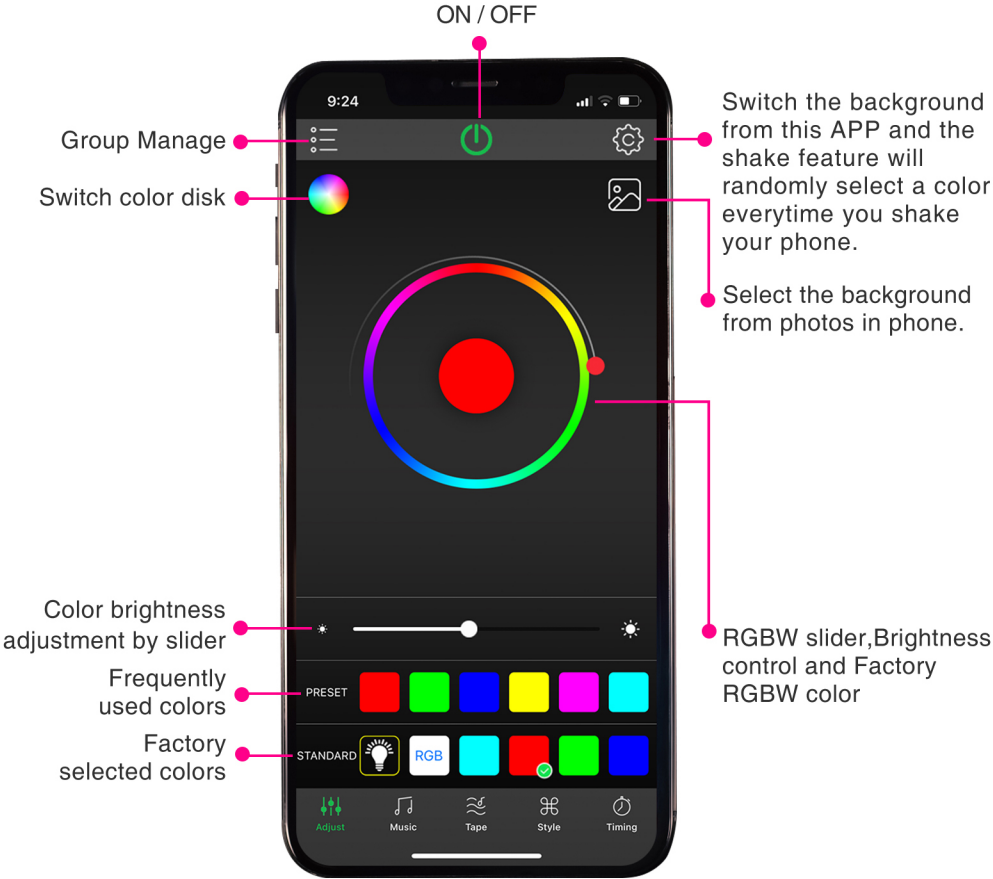 ON / OFF
9:24
Group Manage
Switch color disk
Switch the background
from this APP and the
shake feature will
randomly select a color
everytime you shake
your phone.
Select the background
from photos in phone.
Color brightness
adjustment by slider
RGBW slider,Brightness
control and Factory
RGBW color
Frequently
used colors
PRESET
Factory
selected colors
STANDARD
RGB
Adjust
Music
Tape
Style
Timing